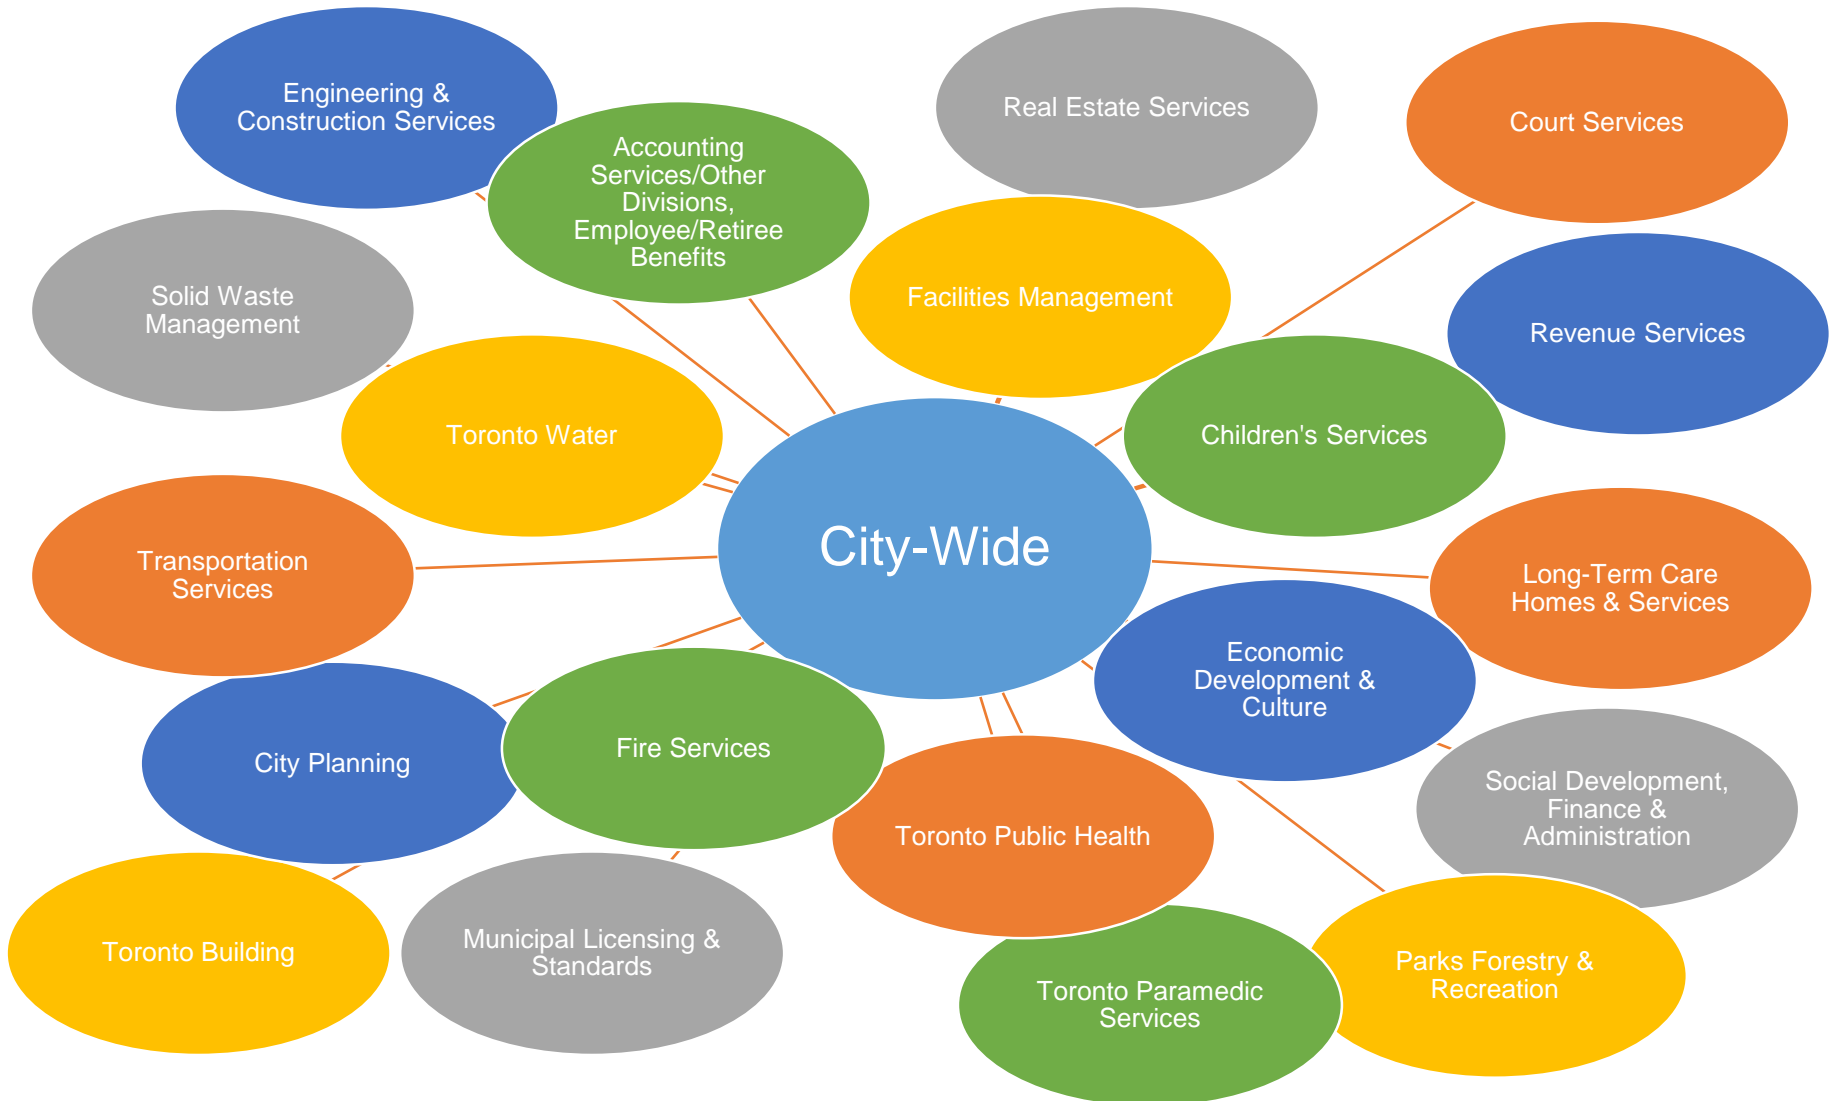 Engineering &
Construction Services
Accounting
Services/Other
Divisions,
Employee/Retiree
Benefits
Real Estate Services
Court Services
Solid Waste
Management
Facilities Management
Revenue Services
Toronto Water
Children's Services
City-Wide
Transportation
Services
Long-Term Care
Homes & Services
Economic
Development &
Culture
City Planning
Fire Services
Social Development,
Finance &
Administration
Toronto Public Health
Toronto Building
Municipal Licensing &
Standards
Toronto Paramedic
Services
Parks Forestry &
Recreation